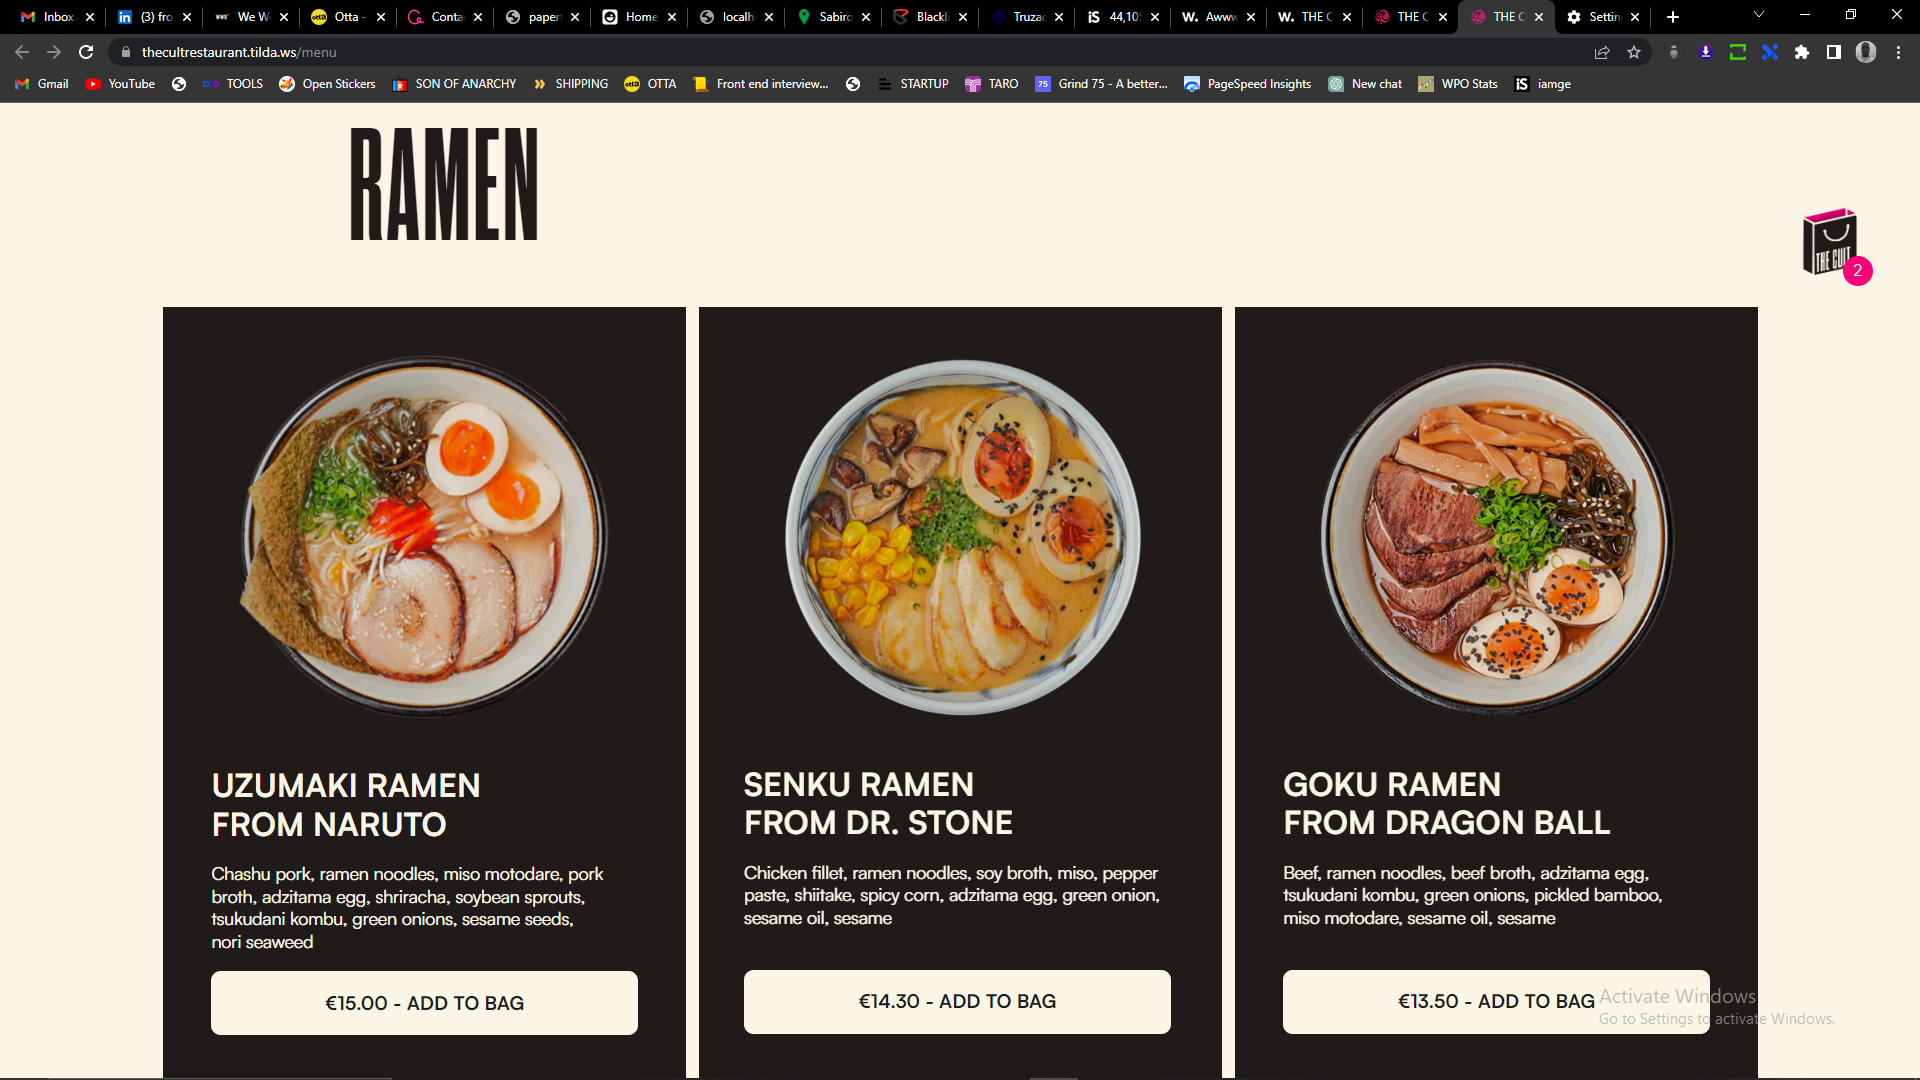 Inbox
(3) fro
We W
Otta -
Conta
paper
Home
localh
Sabiro
Blackli
Truzac
44,10
Awww
THE C
THE C
THE C
Settin
thecultrestaurant.tilda.ws/menu
Gmail
YouTube
TOOLS
Open Stickers
SON OF ANARCHY
SHIPPING
OTTA
Front end interview...
STARTUP
TARO
75
Grind 75 - A better...
PageSpeed Insights
New chat
WPO Stats
iS
iamge
RAMEN
THE CULT
2
UZUMAKI RAMEN
FROM NARUTO
Chashu pork, ramen noodles, miso motodare, pork
broth, adzitama egg, shriracha, soybean sprouts,
tsukudani kombu, green onions, sesame seeds,
nori seaweed
€15.00 - ADD TO BAG
SENKU RAMEN
FROM DR. STONE
Chicken fillet, ramen noodles, soy broth, miso, pepper
paste, shiitake, spicy corn, adzitama egg, green onion,
sesame oil, sesame
€14.30 - ADD TO BAG
GOKU RAMEN
FROM DRAGON BALL
Beef, ramen noodles, beef broth, adzitama egg,
tsukudani kombu, green onions, pickled bamboo,
miso motodare, sesame oil, sesame
€13.50 - ADD TO BAG
Activate Windows
Go to Settings to activate Windows.